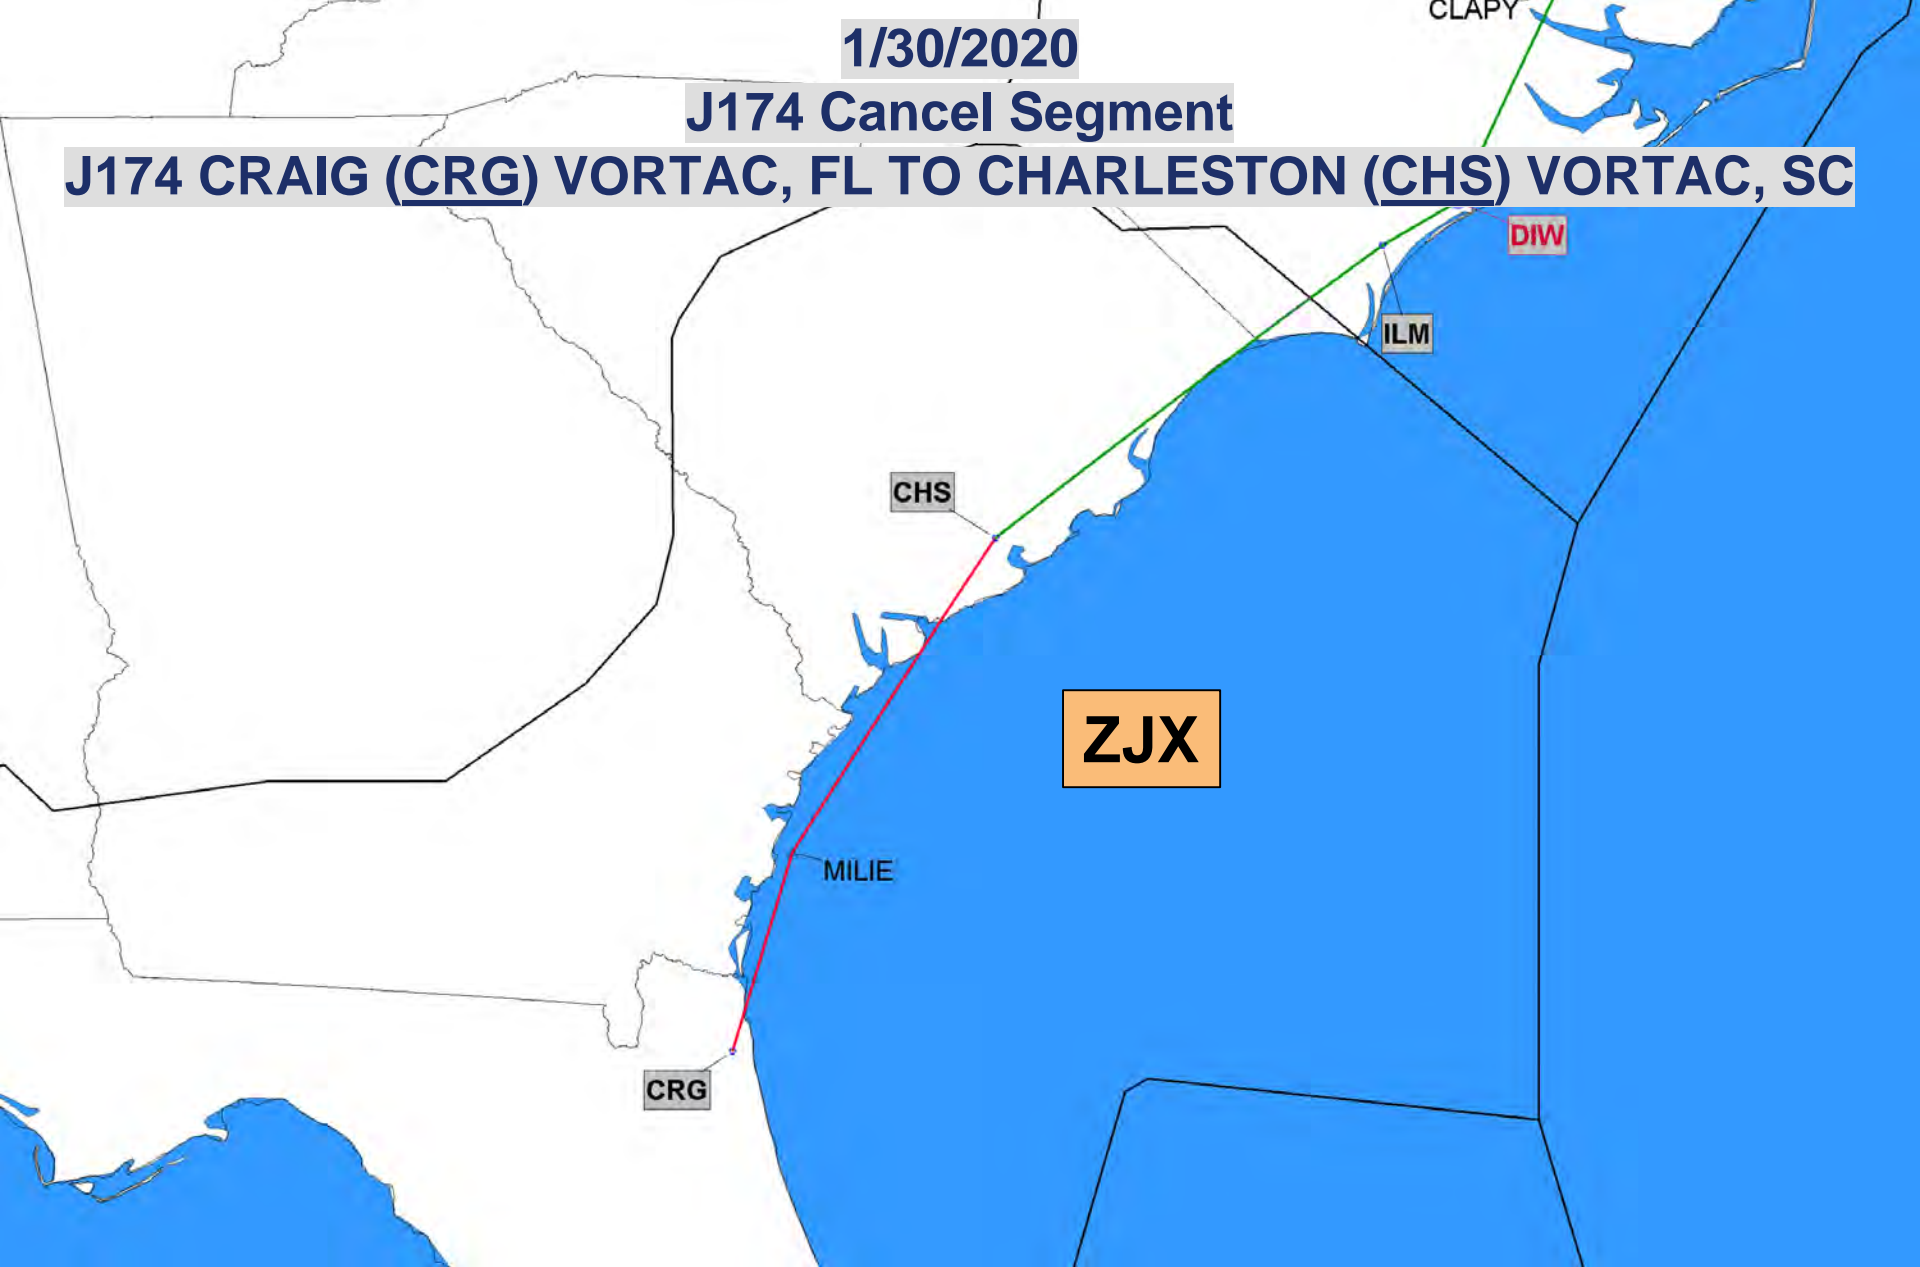 CLAPY
1/30/2020
J174 Cancel Segment
J174 CRAIG (CRG) VORTAC, FL TO CHARLESTON (CHS) VORTAC, SC
DIW
ILM
CHS
ZJX
MILIE
CRG